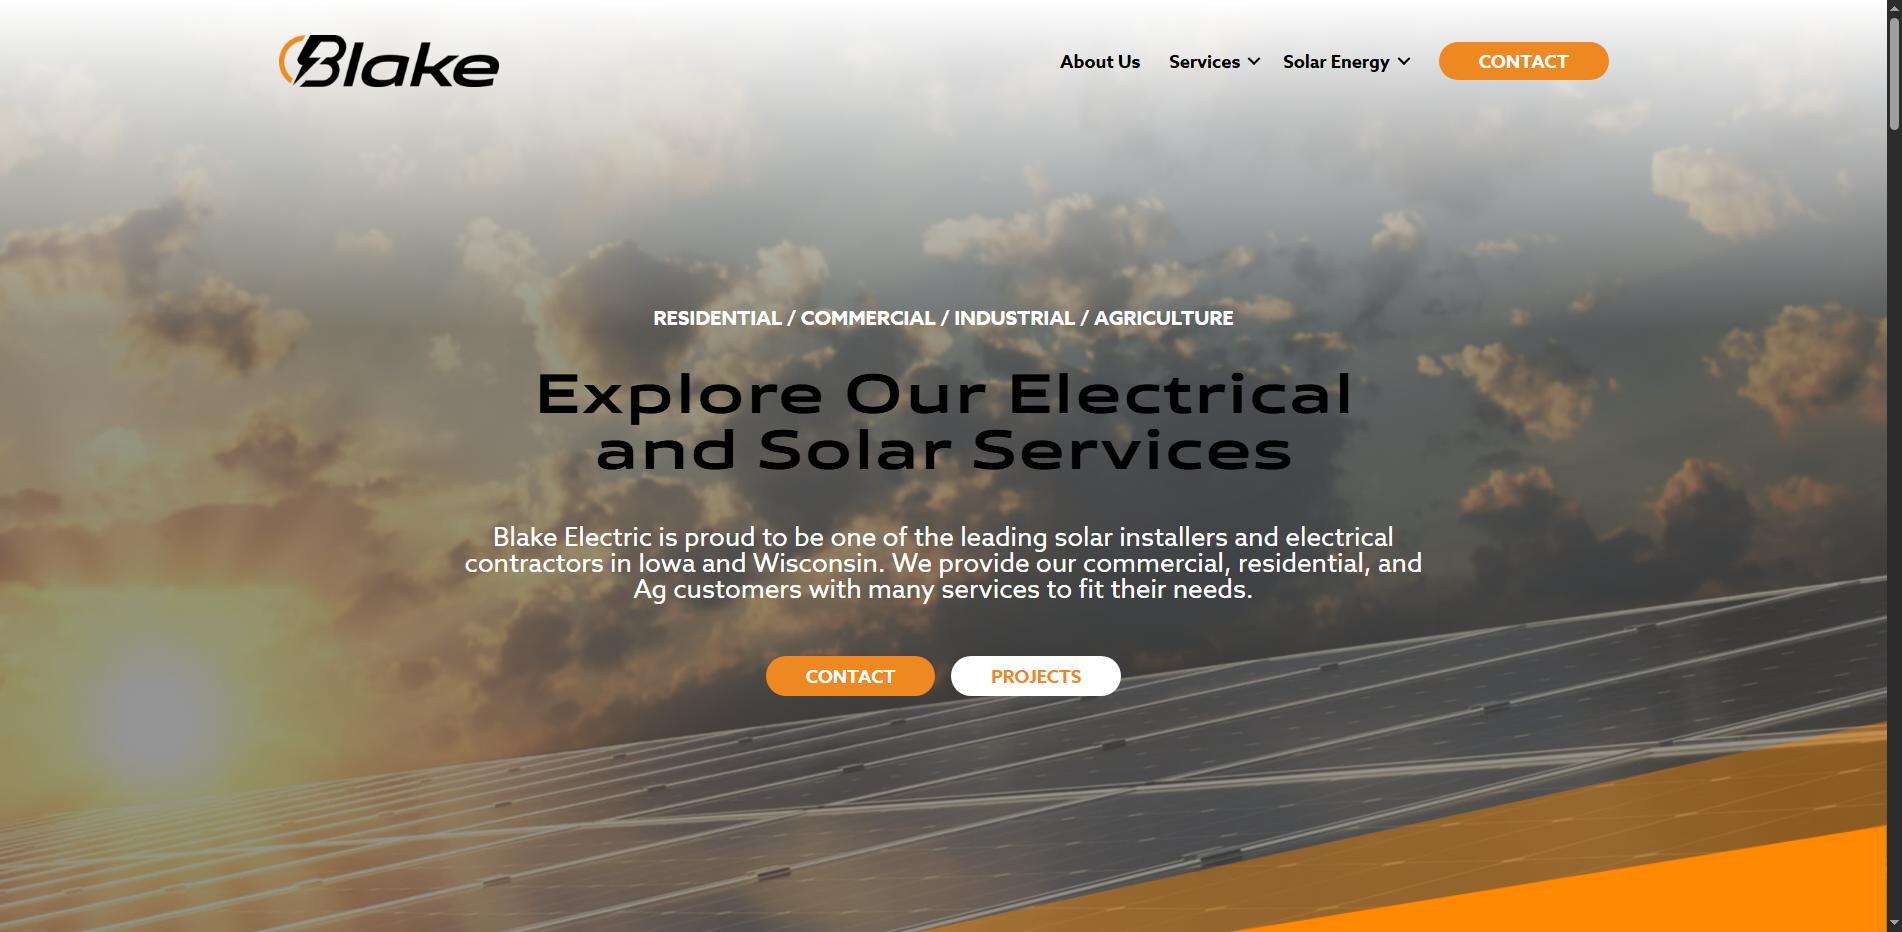 Blake
About Us
Services
Solar Energy
CONTACT
RESIDENTIAL / COMMERCIAL / INDUSTRIAL / AGRICULTURE
Explore Our Electrical
and Solar Services
Blake Electric is proud to be one of the leading solar installers and electrical
contractors in Iowa and Wisconsin. We provide our commercial, residential, and
Ag customers with many services to fit their needs.
CONTACT
PROJECTS